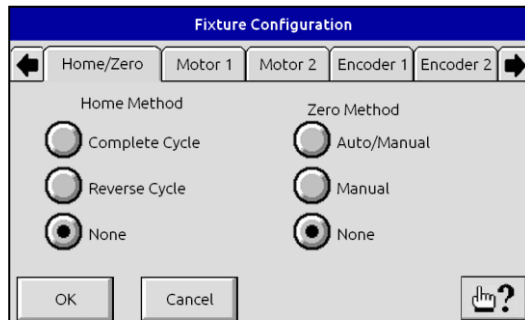 Fixture Configuration
Home/Zero Motor 1 Motor 2 Encoder 1 Encoder 2
Home Method
Zero Method
Complete Cycle
Auto/Manual
Reverse Cycle
Manual
None
None
OK
Cancel
?